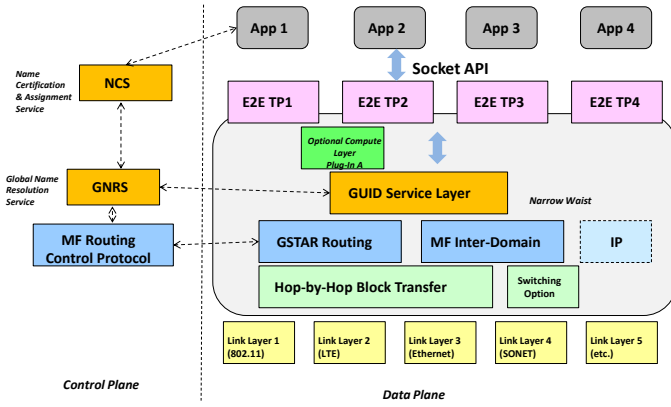 App 1
App 2
App 3
App 4
Socket API
Name
Certification
& Assignment
Service
NCS
E2E TP1
E2E TP2
E2E TP3
E2E TP4
Optional Compute
Layer
Plug-In A
Global Name
Resolution
Service
GNRS
GUID Service Layer
Narrow Waist
MF Routing
Control Protocol
GSTAR Routing
MF Inter-Domain
IP
Hop-by-Hop Block Transfer
Switching
Option
Link Layer 1
(802.11)
Link Layer 2
(LTE)
Link Layer 3
(Ethernet)
Link Layer 4
(SONET)
Link Layer 5
(etc.)
Control Plane
Data Plane